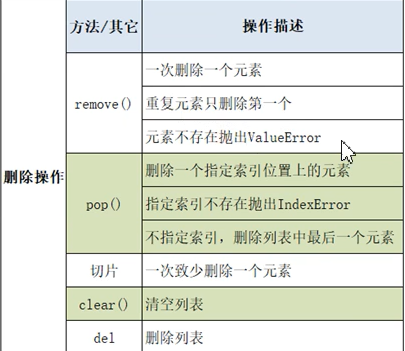 方法/其它 操作描述
删除操作
remove()
一次删除一个元素
重复元素只删除第一个
元素不存在抛出ValueError
pop()
删除一个指定索引位置上的元素
指定索引不存在抛出IndexError
不指定索引，删除列表中最后一个元素
切片 一次致少删除一个元素
clear() 清空列表
del 删除列表